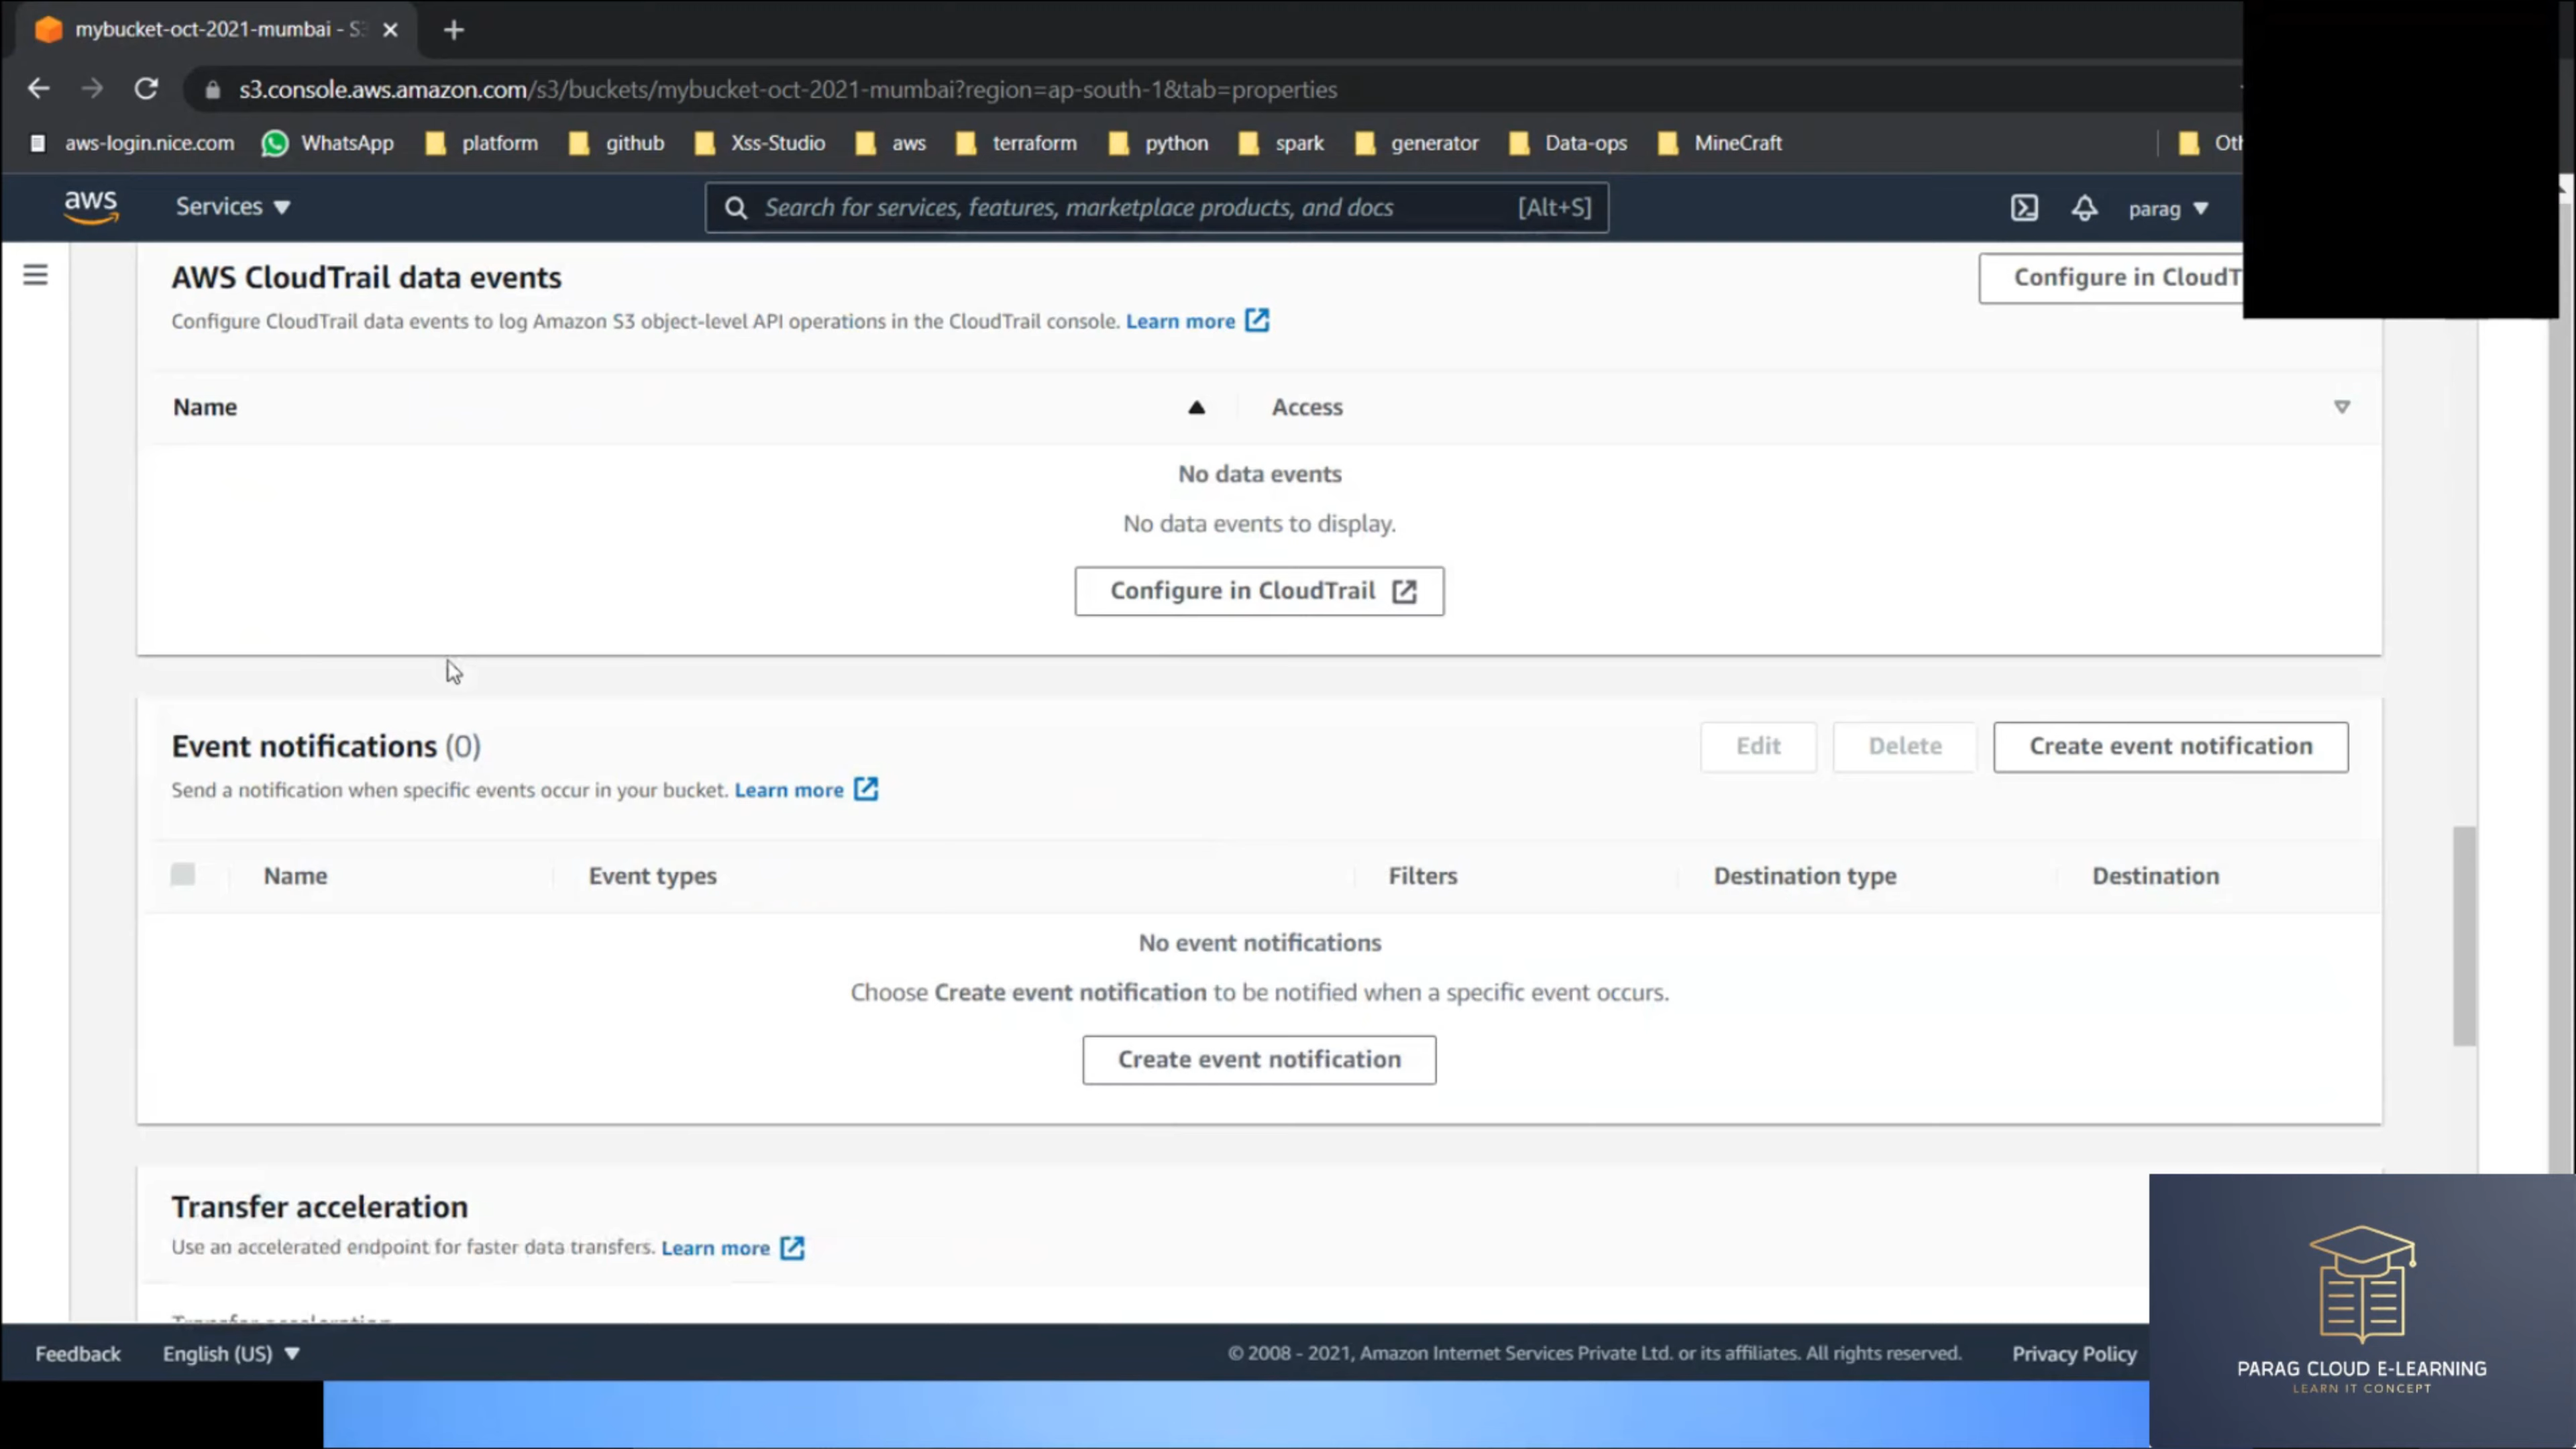 mybucket-oct-2021-mumbai - S3
s3.console.aws.amazon.com/s3/buckets/mybucket-oct-2021-mumbai?region=ap-south-1&tab=properties
aws-login.nice.com WhatsApp platform github Xss-Studio aws terraform python spark generator Data-ops MineCraft Oth
aws Services Search for services, features, marketplace products, and docs [Alt+S] parag
AWS CloudTrail data events Configure in CloudT
Configure CloudTrail data events to log Amazon S3 object-level API operations in the CloudTrail console. Learn more
Name Access
No data events
No data events to display.
Configure in CloudTrail
Event notifications (0) Edit Delete Create event notification
Send a notification when specific events occur in your bucket. Learn more
Name Event types Filters Destination type Destination
No event notifications
Choose Create event notification to be notified when a specific event occurs.
Create event notification
Transfer acceleration
Use an accelerated endpoint for faster data transfers. Learn more
Transfer acceleration
Feedback English (US) © 2008 - 2021, Amazon Internet Services Private Ltd. or its affiliates. All rights reserved. Privacy Policy
PARAG CLOUD E-LEARNING
LEARN IT CONCEPT